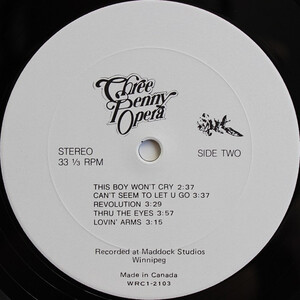 Three
Penny
Opera
STEREO
33 ⅓ RPM
SIDE TWO
THIS BOY WON'T CRY 2:37
CAN'T SEEM TO LET U GO 3:37
REVOLUTION 3:29
THRU THE EYES 3:57
LOVIN' ARMS 3:15
Recorded at Maddock Studios
Winnipeg
Made in Canada
WRC1-2103